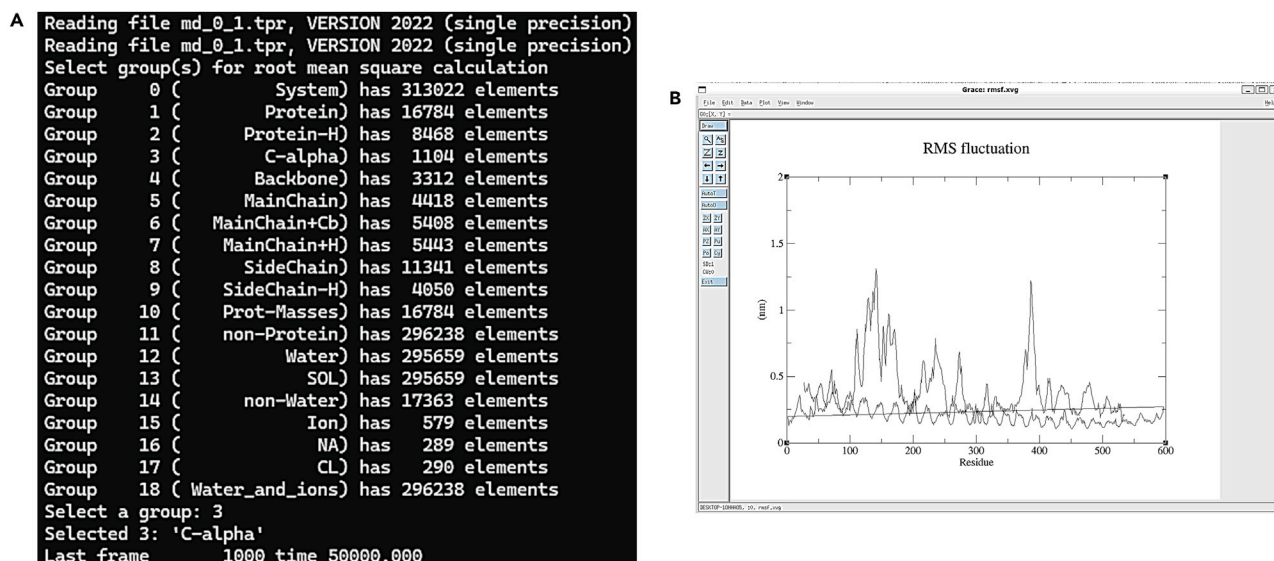 A
Reading file md_0_1.tpr, VERSION 2022 (single precision)
Reading file md_0_1.tpr, VERSION 2022 (single precision)
Select group(s) for root mean square calculation
Group 0 ( System) has 313022 elements
Group 1 ( Protein) has 16784 elements
Group 2 ( Protein-H) has 8468 elements
Group 3 ( C-alpha) has 1104 elements
Group 4 ( Backbone) has 3312 elements
Group 5 ( MainChain) has 4418 elements
Group 6 ( MainChain+Cb) has 5408 elements
Group 7 ( MainChain+H) has 5443 elements
Group 8 ( SideChain) has 11341 elements
Group 9 ( SideChain-H) has 4050 elements
Group 10 ( Prot-Masses) has 16784 elements
Group 11 ( non-Protein) has 296238 elements
Group 12 ( Water) has 295659 elements
Group 13 ( SOL) has 295659 elements
Group 14 ( non-Water) has 17363 elements
Group 15 ( Ion) has 579 elements
Group 16 ( NA) has 289 elements
Group 17 ( CL) has 290 elements
Group 18 ( Water_and_ions) has 296238 elements
Select a group: 3
Selected 3: 'C-alpha'
Last frame 1000 time 50000.000
B
Grace: rmsf.xvg
File Edit Data Plot View Window Help
Draw
AutoT
AutoO
Exit
RMS fluctuation
2
1.5
1
0.5
0
(nm)
0 100 200 300 400 500 600
Residue